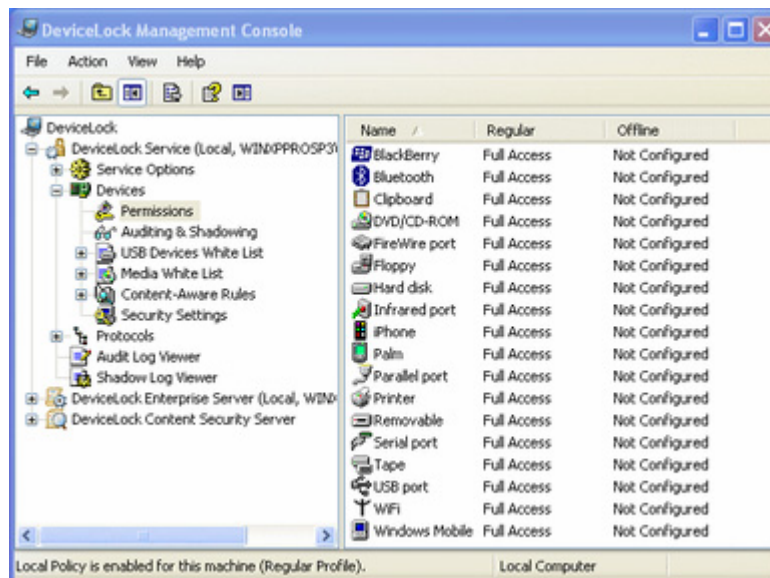 DeviceLock Management Console
File Action View Help
DeviceLock
DeviceLock Service (Local, WINXPPROSP3\
Service Options
Devices
Permissions
Auditing & Shadowing
USB Devices White List
Media White List
Content-Aware Rules
Security Settings
Protocols
Audit Log Viewer
Shadow Log Viewer
DeviceLock Enterprise Server (Local, WINX
DeviceLock Content Security Server
Name Regular Offline
BlackBerry Full Access Not Configured
Bluetooth Full Access Not Configured
Clipboard Full Access Not Configured
DVD/CD-ROM Full Access Not Configured
FireWire port Full Access Not Configured
Floppy Full Access Not Configured
Hard disk Full Access Not Configured
Infrared port Full Access Not Configured
iPhone Full Access Not Configured
Palm Full Access Not Configured
Parallel port Full Access Not Configured
Printer Full Access Not Configured
Removable Full Access Not Configured
Serial port Full Access Not Configured
Tape Full Access Not Configured
USB port Full Access Not Configured
WiFi Full Access Not Configured
Windows Mobile Full Access Not Configured
Local Policy is enabled for this machine (Regular Profile). Local Computer